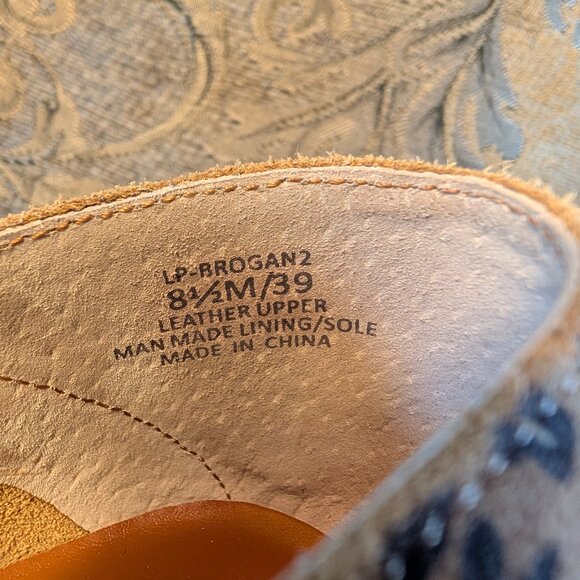 LP-BROGAN2
8½M/39
LEATHER UPPER
MAN MADE LINING/SOLE
MADE IN CHINA